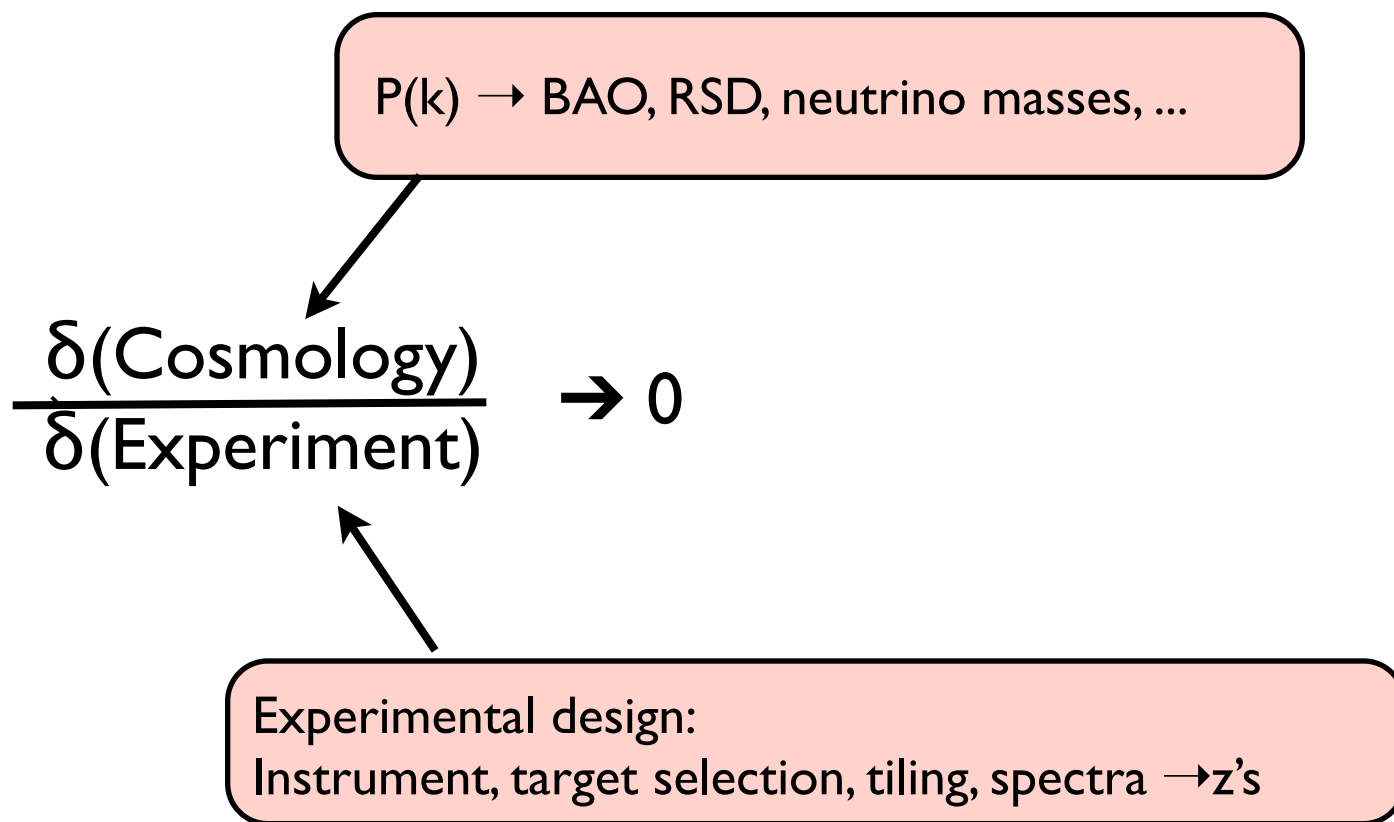 P(k) → BAO, RSD, neutrino masses, ...
δ(Cosmology)
δ(Experiment)
➔ 0
Experimental design:
Instrument, target selection, tiling, spectra →z’s